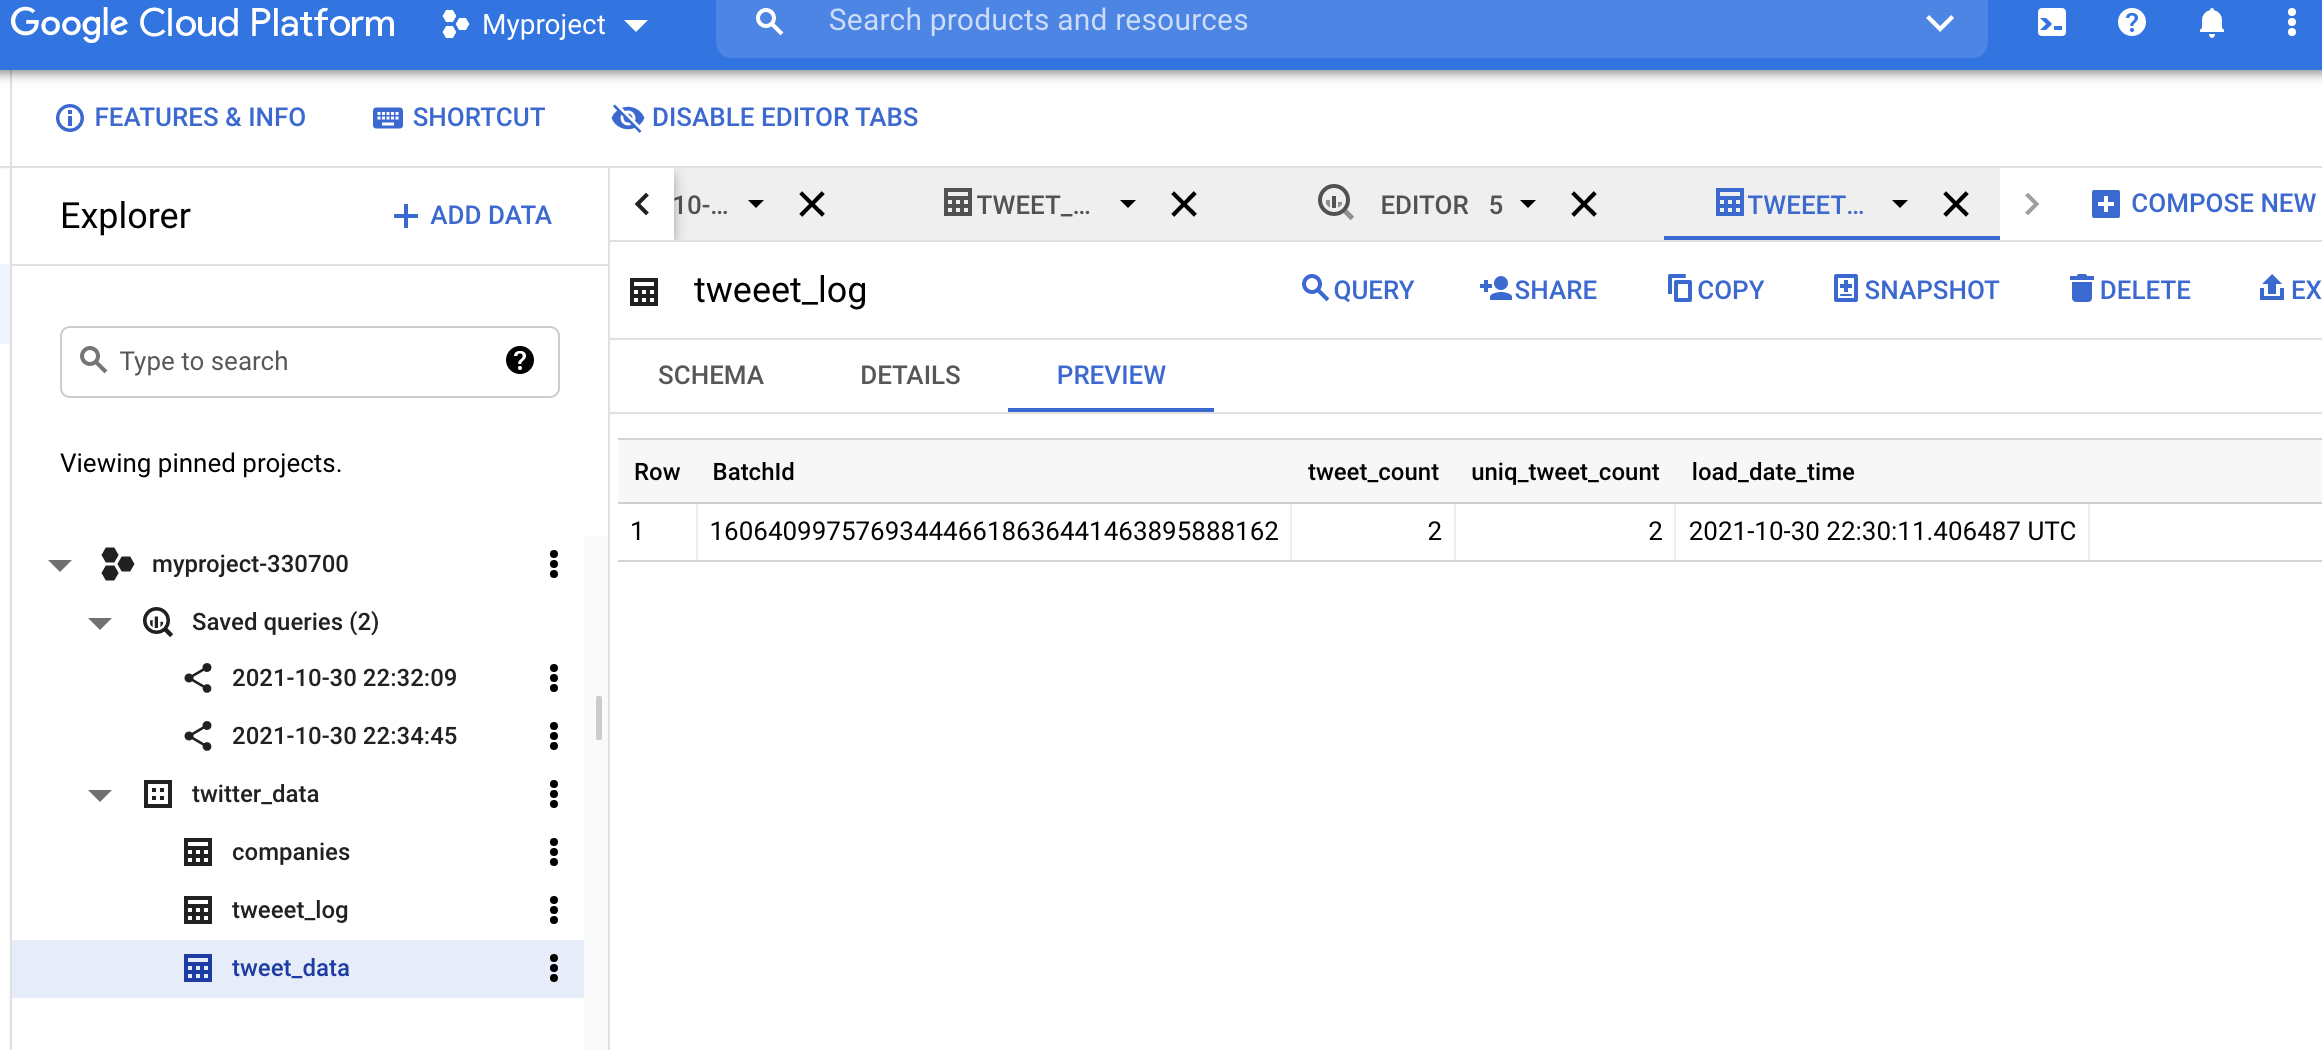 Google Cloud Platform Myproject Search products and resources
FEATURES & INFO SHORTCUT DISABLE EDITOR TABS
Explorer + ADD DATA
10-... TWEET_... EDITOR 5 TWEEET... COMPOSE NEW
tweeet_log QUERY SHARE COPY SNAPSHOT DELETE EX
Type to search
SCHEMA DETAILS PREVIEW
Viewing pinned projects.
Row BatchId tweet_count uniq_tweet_count load_date_time
1 160640997576934446618636441463895888162 2 2 2021-10-30 22:30:11.406487 UTC
myproject-330700
Saved queries (2)
2021-10-30 22:32:09
2021-10-30 22:34:45
twitter_data
companies
tweeet_log
tweet_data